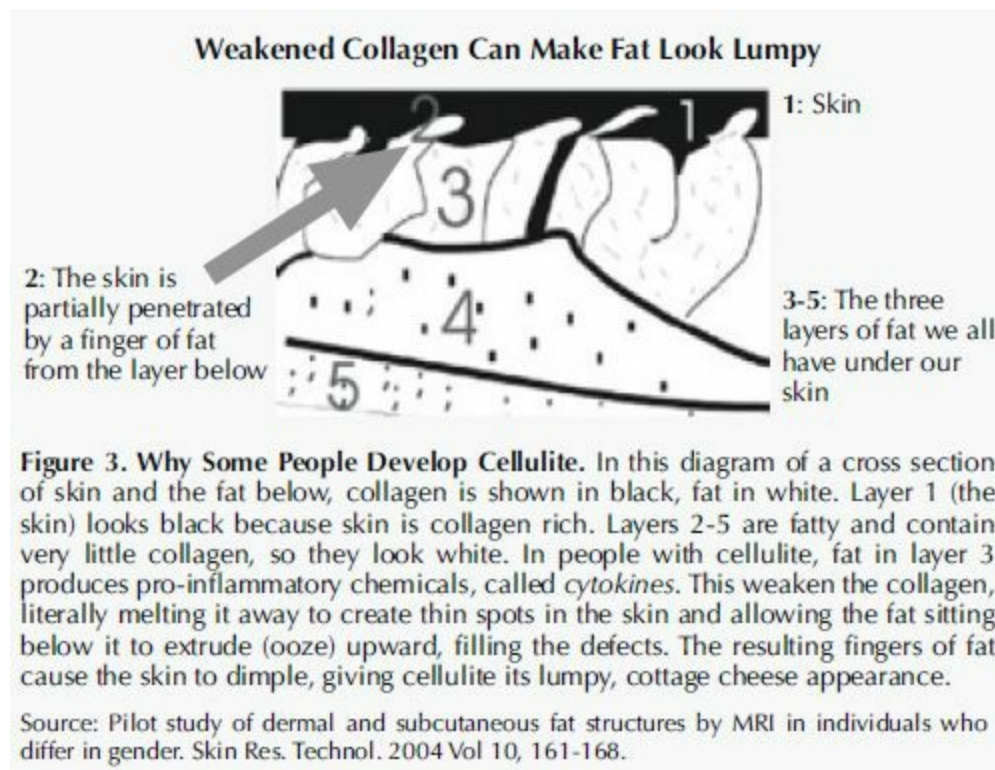 Weakened Collagen Can Make Fat Look Lumpy
2
1
1: Skin
3
2: The skin is
partially penetrated
by a finger of fat
from the layer below
4
3-5: The three
layers of fat we all
have under our
skin
5
Figure 3. Why Some People Develop Cellulite. In this diagram of a cross section
of skin and the fat below, collagen is shown in black, fat in white. Layer 1 (the
skin) looks black because skin is collagen rich. Layers 2-5 are fatty and contain
very little collagen, so they look white. In people with cellulite, fat in layer 3
produces pro-inflammatory chemicals, called cytokines. This weaken the collagen,
literally melting it away to create thin spots in the skin and allowing the fat sitting
below it to extrude (ooze) upward, filling the defects. The resulting fingers of fat
cause the skin to dimple, giving cellulite its lumpy, cottage cheese appearance.
Source: Pilot study of dermal and subcutaneous fat structures by MRI in individuals who
differ in gender. Skin Res. Technol. 2004 Vol 10, 161-168.